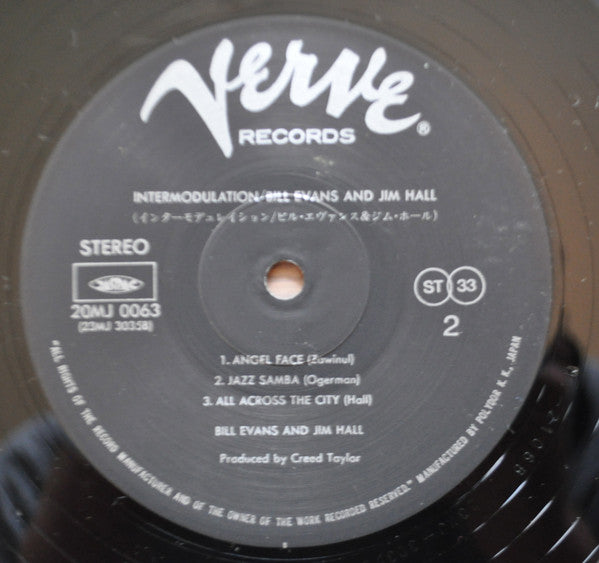 Verve®
RECORDS
INTERMODULATION/BILL EVANS AND JIM HALL
(インターモデュレイション/ビル・エヴァンス&ジム・ホール)
STEREO
20MJ 0063
(23MJ 3035B)
ST 33
2
1. ANGEL FACE (Zawinul)
2. JAZZ SAMBA (Ogerman)
3. ALL ACROSS THE CITY (Hall)
BILL EVANS AND JIM HALL
Produced by Creed Taylor
"ALL RIGHTS OF THE RECORD MANUFACTURER AND OF THE OWNER OF THE WORK RECORDED RESERVED." MANUFACTURED BY POLYDOR K. K., JAPAN